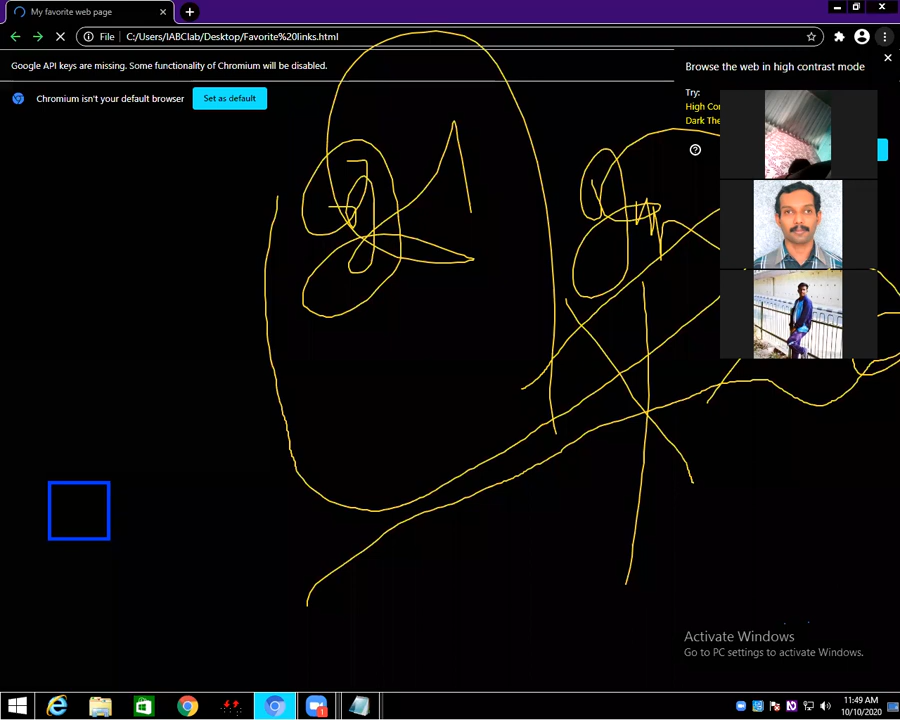 My favorite web page
File C:/Users/IABClab/Desktop/Favorite%20links.html
Google API keys are missing. Some functionality of Chromium will be disabled.
Browse the web in high contrast mode
Chromium isn't your default browser
Set as default
Try:
High Con
Dark The
Activate Windows
Go to PC settings to activate Windows.
11:49 AM
10/10/2020